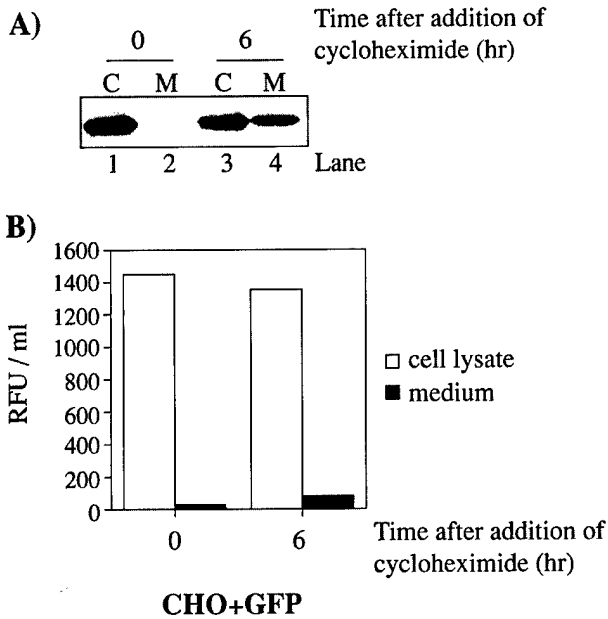 A)
Time after addition of
cycloheximide (hr)
0 6
C M C M
1 2 3 4 Lane
B)
1600
1400
1200
1000
800
600
400
200
0
RFU / ml
cell lysate
medium
0 6
Time after addition of
cycloheximide (hr)
CHO+GFP